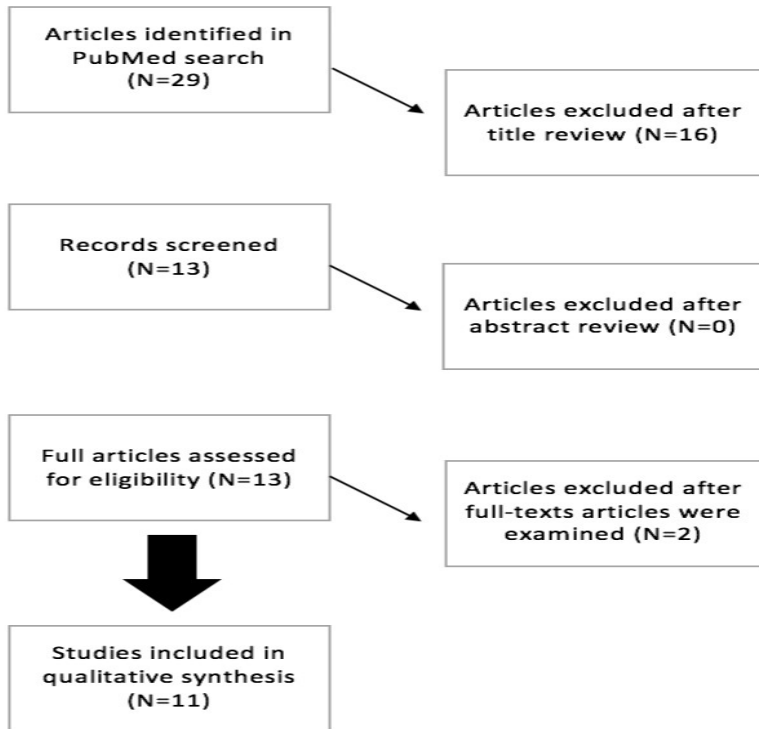 Articles identified in
PubMed search
(N=29)
Articles excluded after
title review (N=16)
Records screened
(N=13)
Articles excluded after
abstract review (N=0)
Full articles assessed
for eligibility (N=13)
Articles excluded after
full-texts articles were
examined (N=2)
Studies included in
qualitative synthesis
(N=11)